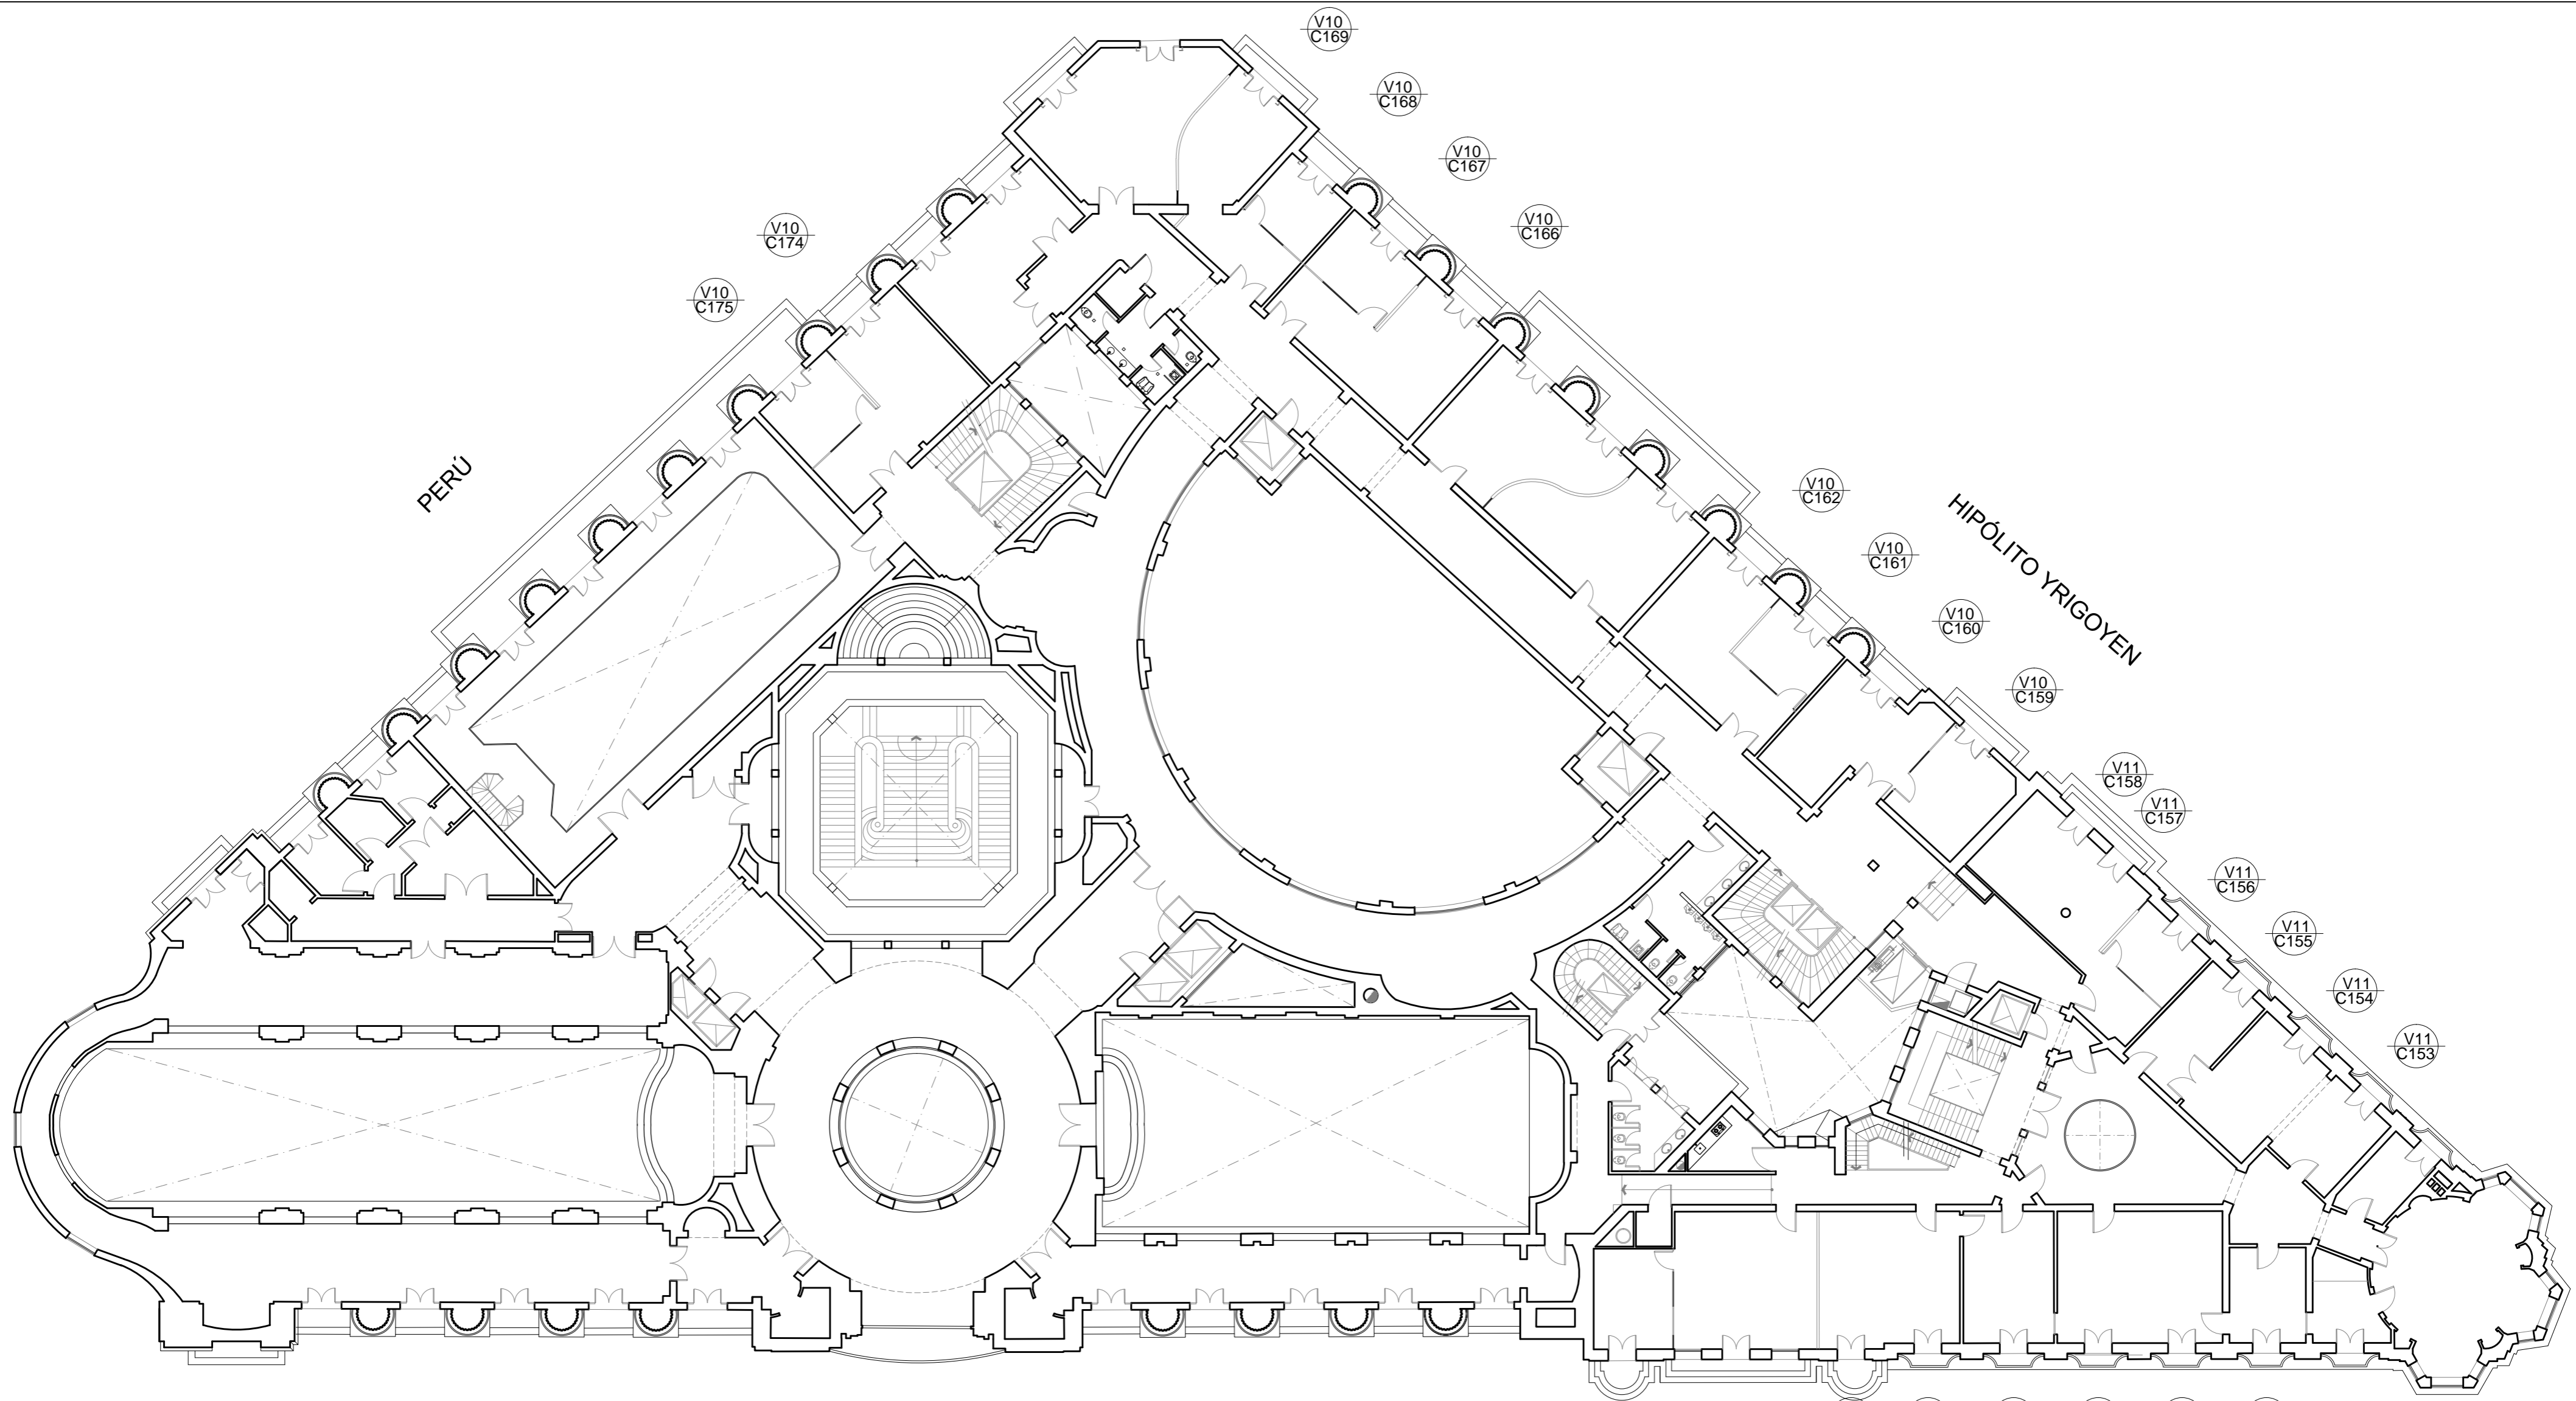 V10
C169
V10
C168
V10
C167
V10
C166
V10
C174
V10
C175
PERÚ
V10
C162
HIPÓLITO YRIGOYEN
V10
C161
V10
C160
V10
C159
V11
C158
V11
C157
V11
C156
V11
C155
V11
C154
V11
C153